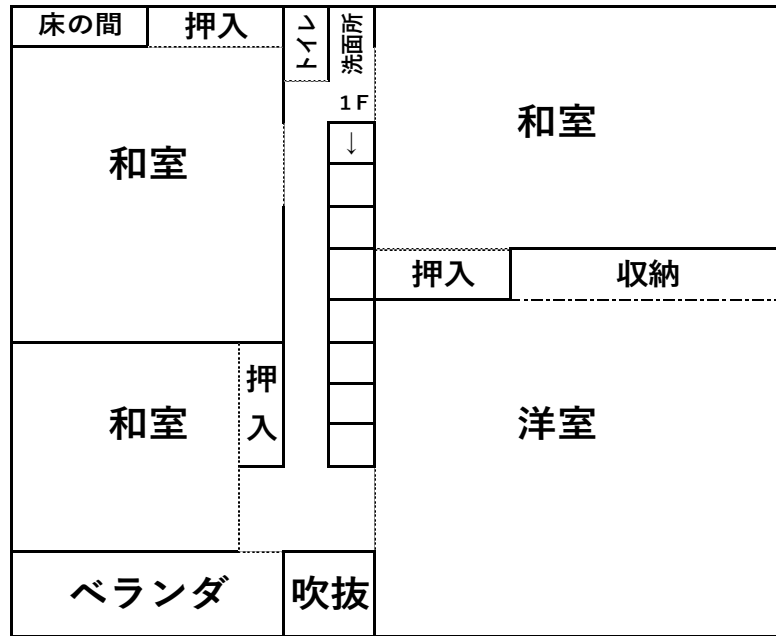 床の間
押入
トイレ
洗面所
1F
↓
和室
和室
押入
収納
押
入
和室
洋室
ベランダ
吹抜